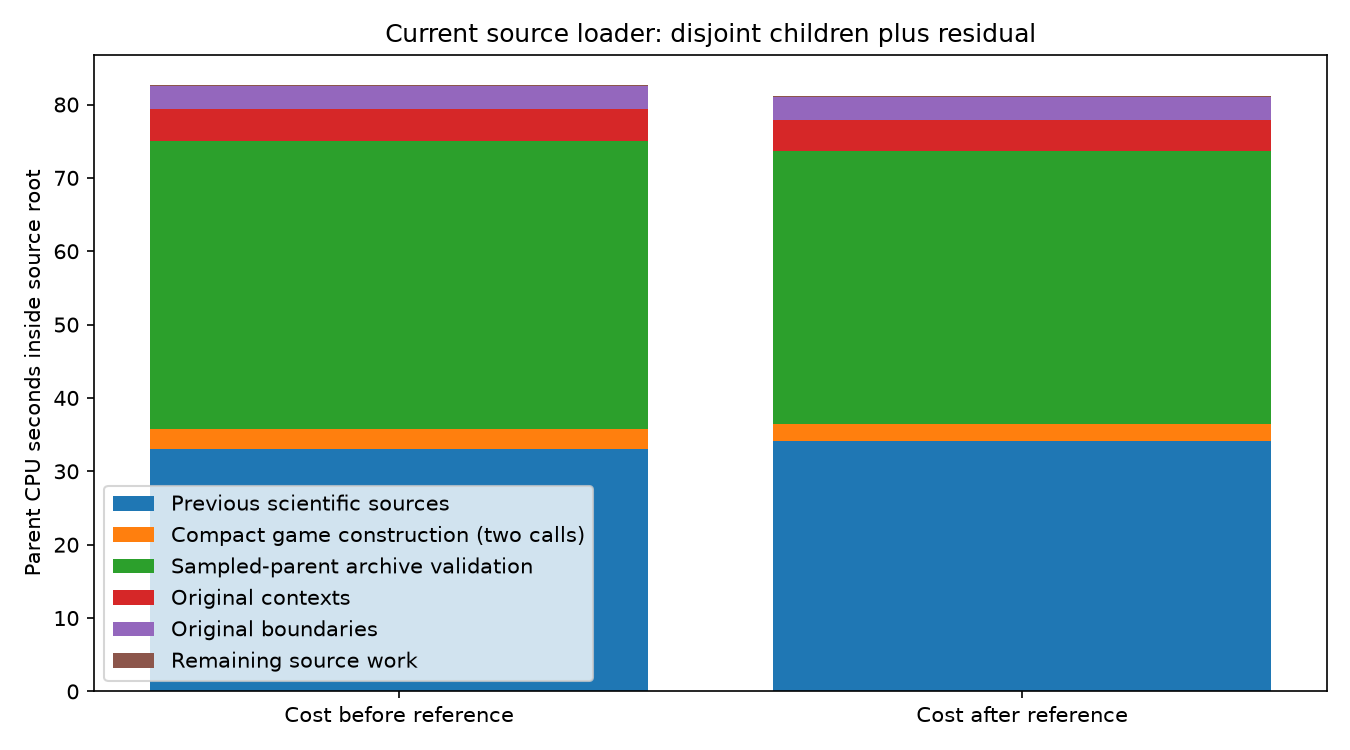 Current source loader: disjoint children plus residual
Parent CPU seconds inside source root
80
70
60
50
40
30
20
10
0
Previous scientific sources
Compact game construction (two calls)
Sampled-parent archive validation
Original contexts
Original boundaries
Remaining source work
Cost before reference
Cost after reference